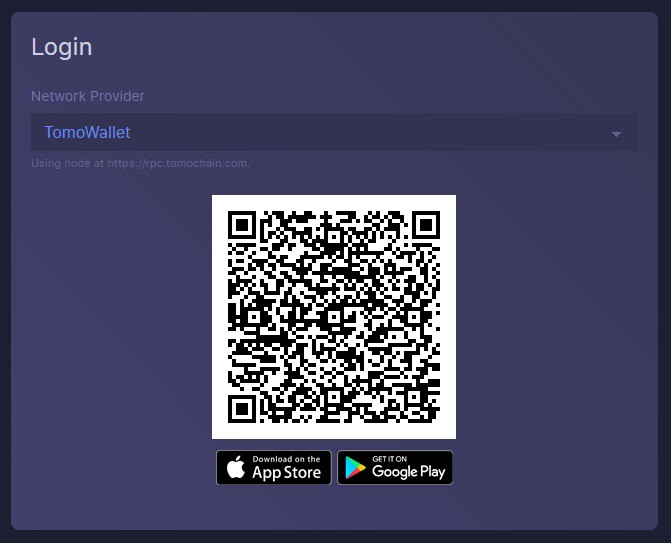 Login
Network Provider
TomoWallet
Using node at https://rpc.tomochain.com.
Download on the
App Store
GET IT ON
Google Play